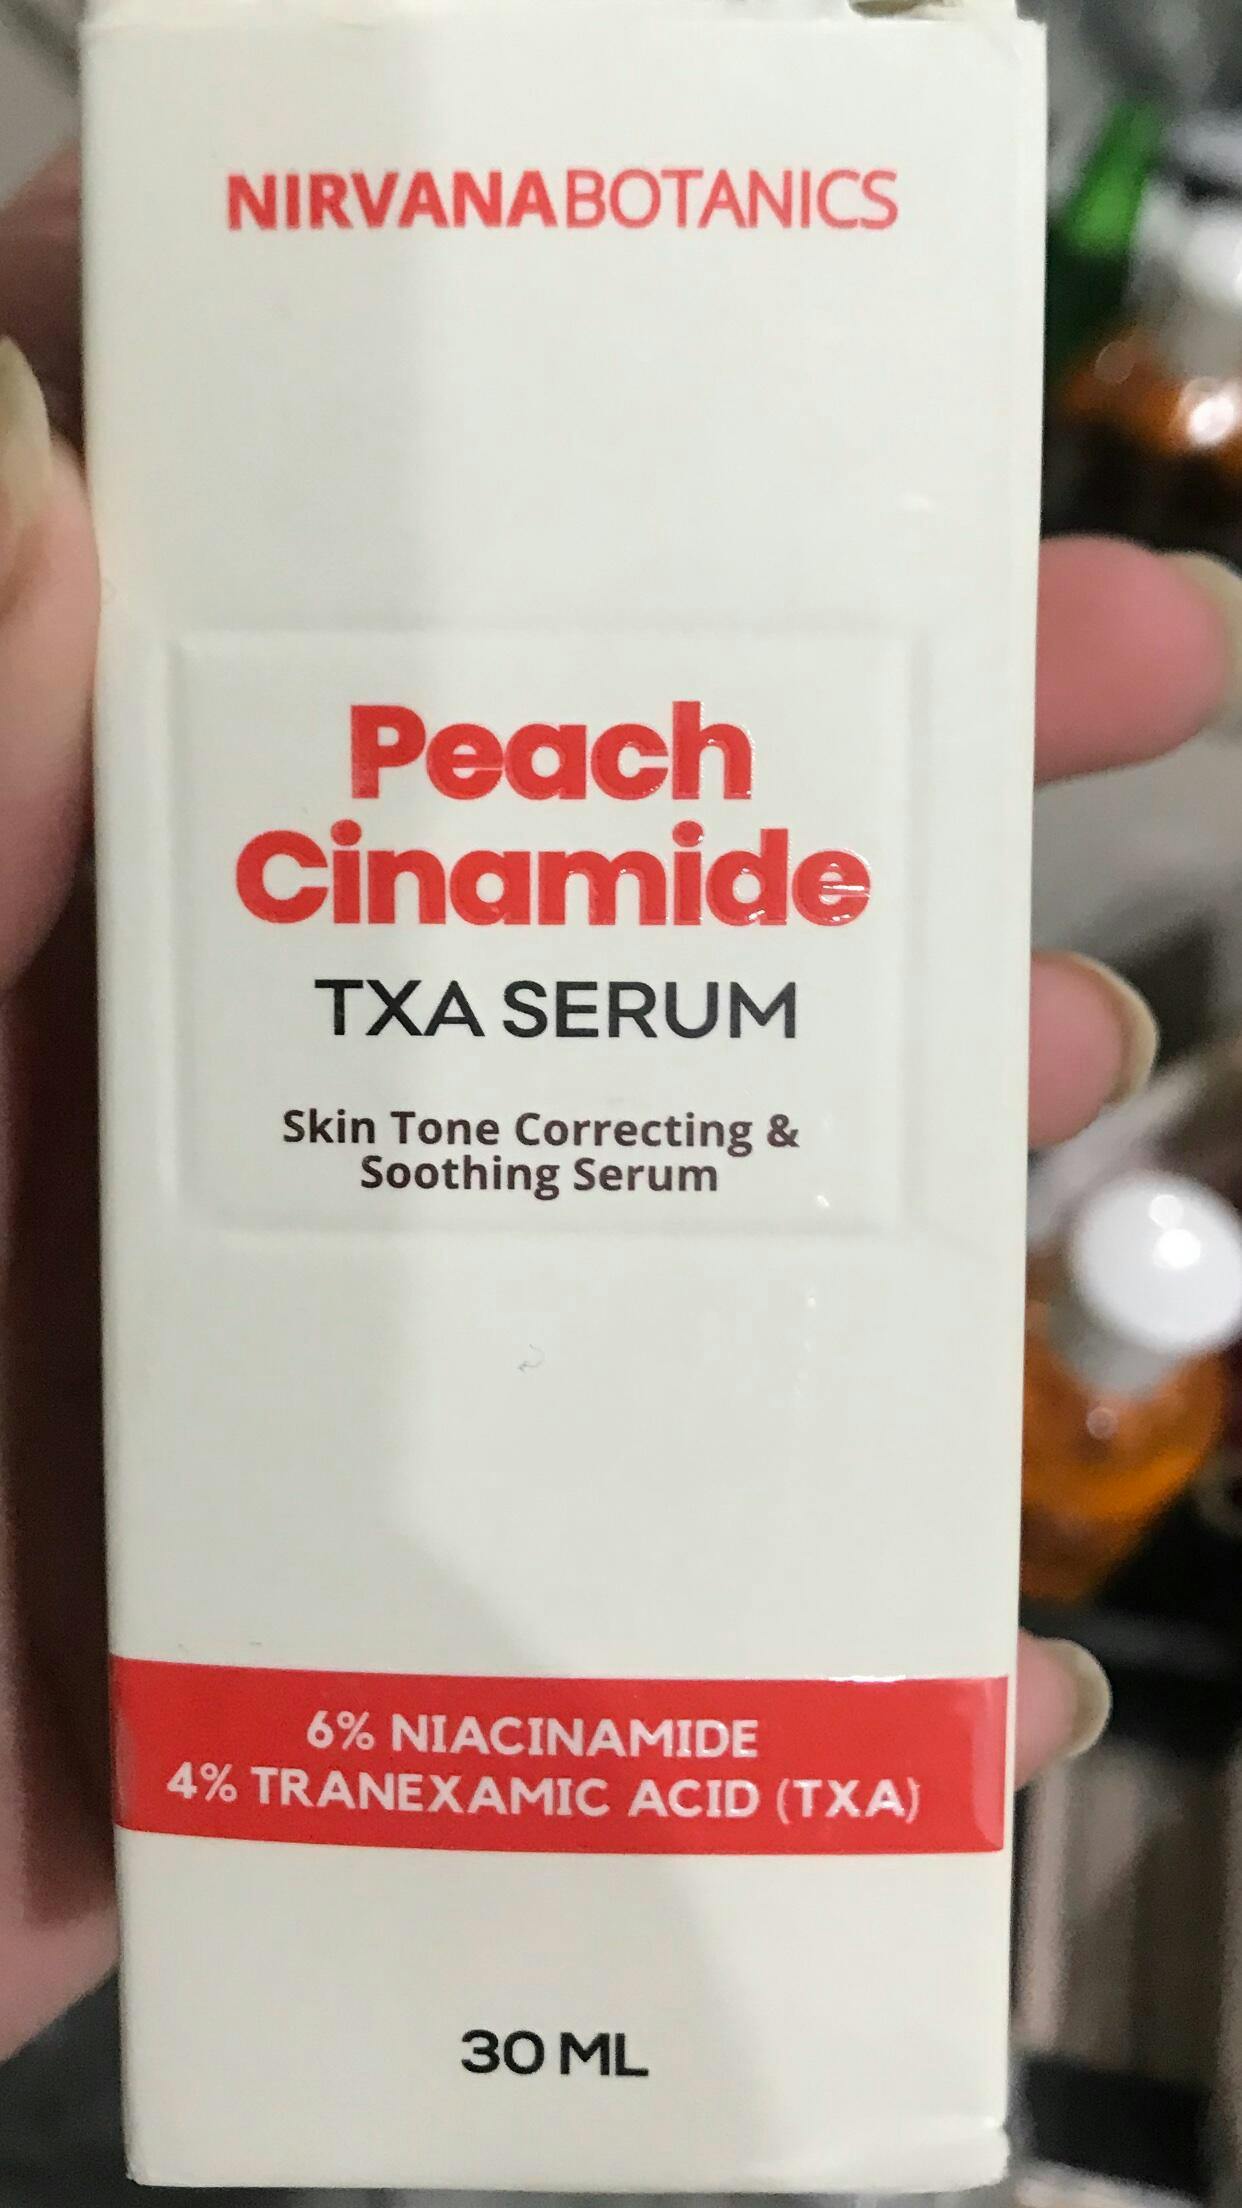 NIRVANABOTANICS
Peach
Cinamide
TXA SERUM
Skin Tone Correcting &
Soothing Serum
6% NIACINAMIDE
4% TRANEXAMIC ACID (TXA)
30 ML